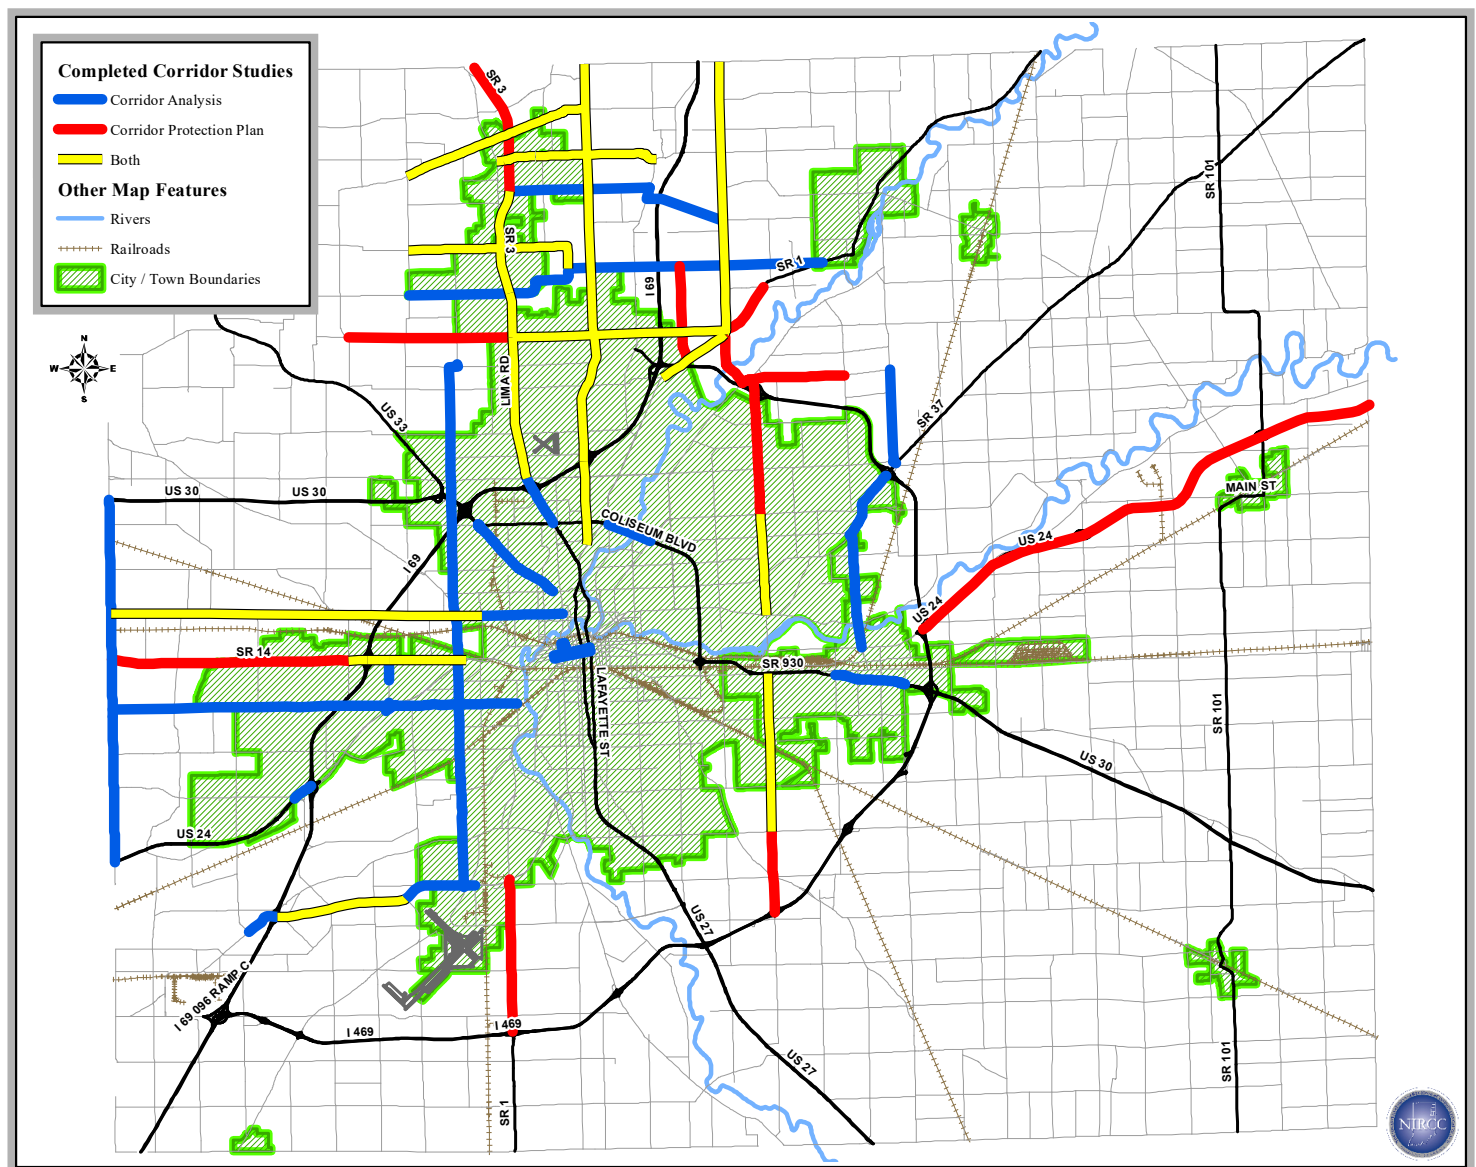 Completed Corridor Studies
Corridor Analysis
Corridor Protection Plan
Both
Other Map Features
Rivers
Railroads
City / Town Boundaries
N
W E
S
SR 3
SR 101
SR 3
SR 1
I 69
LIMA RD
US 33
SR 37
US 30
US 30
MAIN ST
COLISEUM BLVD
US 24
I 69
US 24
SR 14
SR 930
LAFAYETTE ST
SR 101
US 30
US 24
US 27
I 69 096 RAMP C
I 469
I 469
US 27
SR 101
SR 1
NIRCC